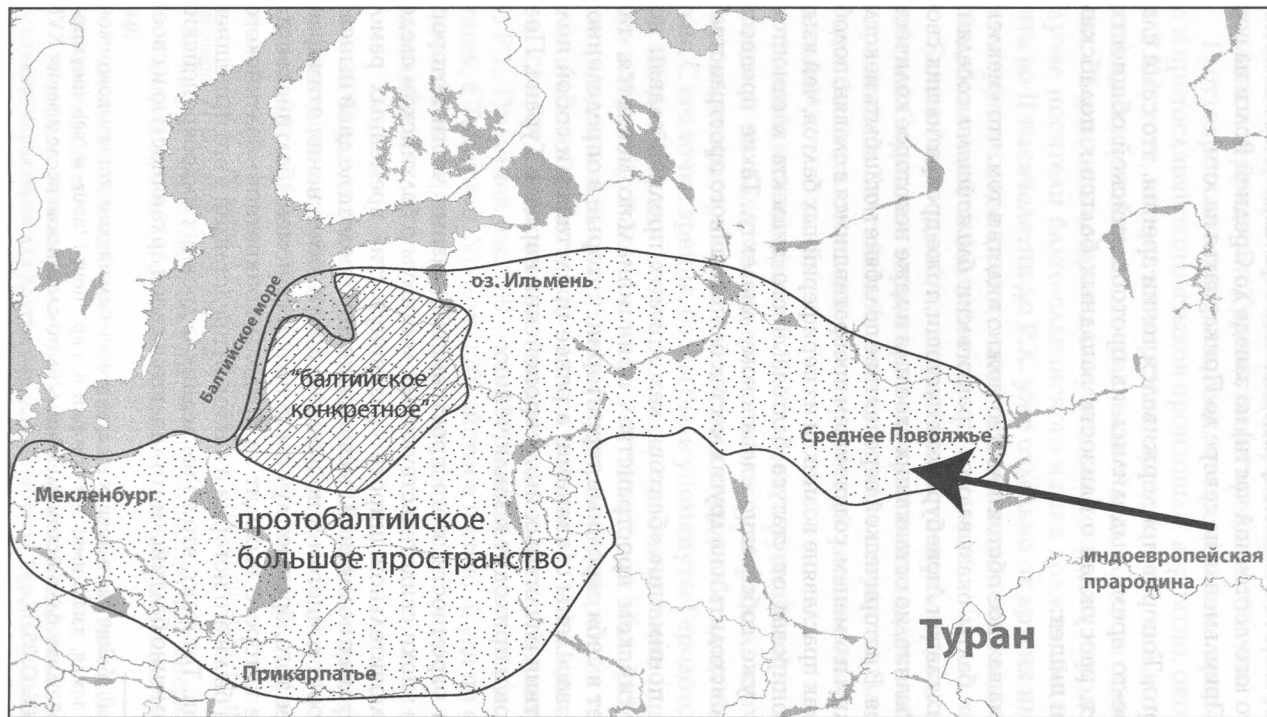 оз. Ильмень
Балтийское море
"балтийское
конкретное"
Среднее Поволжье
Мекленбург
протобалтийское
большое пространство
индоевропейская
прародина
Туран
Прикарпатье